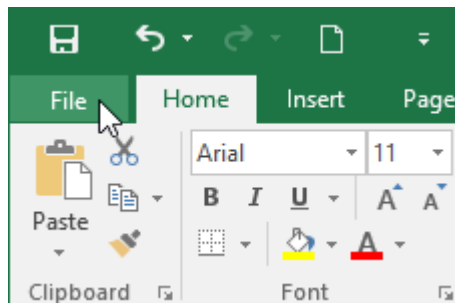 File Home Insert Page
Arial 11
B I U A A
Paste
A
Clipboard Font